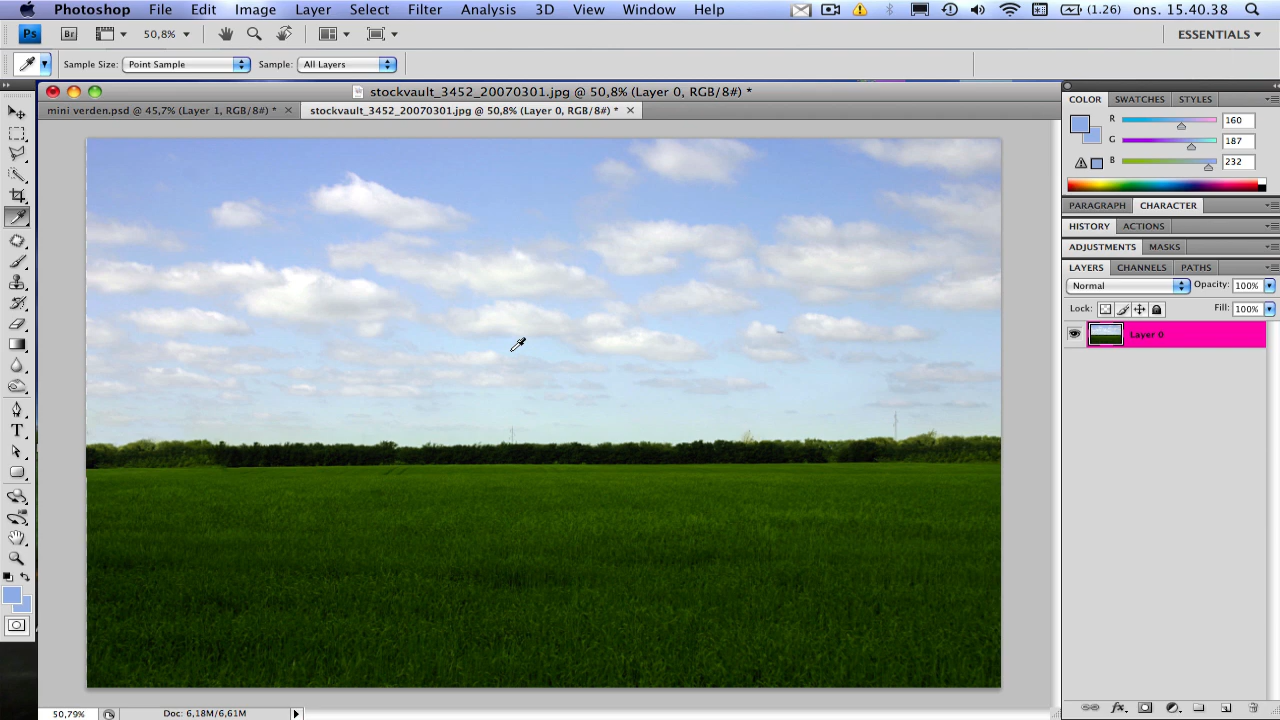 Photoshop File Edit Image Layer Select Filter Analysis 3D View Window Help (1.26) ons. 15.40.38
Ps Br 50,8% ESSENTIALS
Sample Size: Point Sample Sample: All Layers
stockvault_3452_20070301.jpg @ 50,8% (Layer 0, RGB/8#) *
mini verden.psd @ 45,7% (Layer 1, RGB/8#) * stockvault_3452_20070301.jpg @ 50,8% (Layer 0, RGB/8#) *
COLOR SWATCHES STYLES
R 160
G 187
B 232
PARAGRAPH CHARACTER
HISTORY ACTIONS
ADJUSTMENTS MASKS
LAYERS CHANNELS PATHS
Normal Opacity: 100%
Lock: Fill: 100%
Layer 0
T
50,79% Doc: 6,18M/6,61M
fx